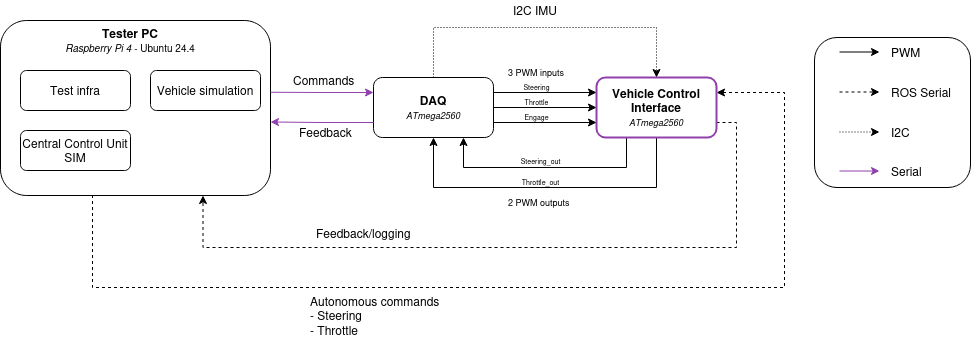 I2C IMU
Tester PC
Raspberry Pi 4 - Ubuntu 24.4
Test infra
Vehicle simulation
Central Control Unit
SIM
Commands
Feedback
DAQ
ATmega2560
3 PWM inputs
Steering
Throttle
Engage
Vehicle Control
Interface
ATmega2560
Steering_out
Throttle_out
2 PWM outputs
Feedback/logging
Autonomous commands
- Steering
- Throttle
PWM
ROS Serial
I2C
Serial